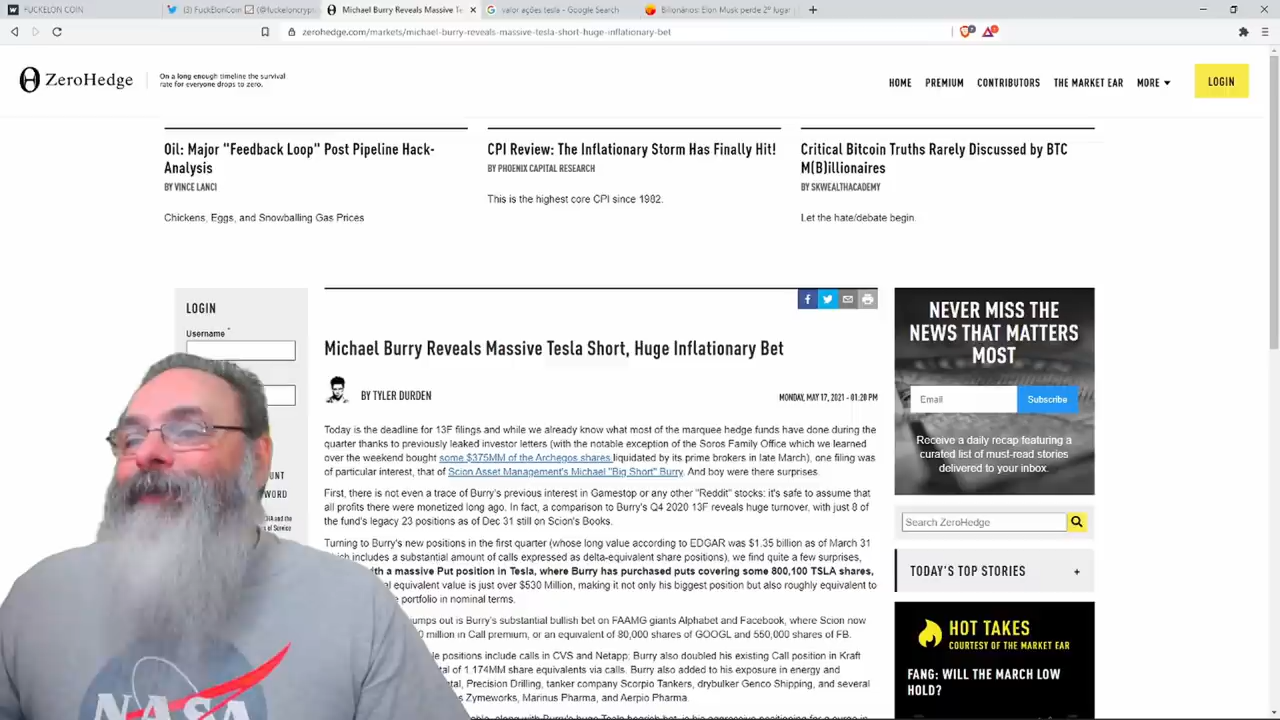 FUCKELON COIN
(3) FuckElonCoin (@fuckeloncryp
Michael Burry Reveals Massive Te
valor ações tesla - Google Search
Bilionários: Elon Musk perde 2º lugar
zerohedge.com/markets/michael-burry-reveals-massive-tesla-short-huge-inflationary-bet
ZeroHedge
On a long enough timeline the survival
rate for everyone drops to zero.
HOME
PREMIUM
CONTRIBUTORS
THE MARKET EAR
MORE
LOGIN
Oil: Major "Feedback Loop" Post Pipeline Hack-
Analysis
BY VINCE LANCI
Chickens, Eggs, and Snowballing Gas Prices
CPI Review: The Inflationary Storm Has Finally Hit!
BY PHOENIX CAPITAL RESEARCH
This is the highest core CPI since 1982.
Critical Bitcoin Truths Rarely Discussed by BTC
M(B)illionaires
BY SKWEALTHACADEMY
Let the hate/debate begin.
LOGIN
Username *
Michael Burry Reveals Massive Tesla Short, Huge Inflationary Bet
BY TYLER DURDEN
MONDAY, MAY 17, 2021 - 01:20 PM
Today is the deadline for 13F filings and while we already know what most of the marquee hedge funds have done during the
quarter thanks to previously leaked investor letters (with the notable exception of the Soros Family Office which we learned
over the weekend bought some $375MM of the Archegos shares liquidated by its prime brokers in late March), one filing was
of particular interest, that of Scion Asset Management's Michael "Big Short" Burry. And boy were there surprises.
First, there is not even a trace of Burry's previous interest in Gamestop or any other "Reddit" stocks: it's safe to assume that
all profits there were monetized long ago. In fact, a comparison to Burry's Q4 2020 13F reveals huge turnover, with just 8 of
the fund's legacy 23 positions as of Dec 31 still on Scion's Books.
Turning to Burry's new positions in the first quarter (whose long value according to EDGAR was $1.35 billion as of March 31
which includes a substantial amount of calls expressed as delta-equivalent share positions), we find quite a few surprises,
with a massive Put position in Tesla, where Burry has purchased puts covering some 800,100 TSLA shares,
equivalent value is just over $530 Million, making it not only his biggest position but also roughly equivalent to
portfolio in nominal terms.
umps out is Burry's substantial bullish bet on FAAMG giants Alphabet and Facebook, where Scion now
million in Call premium, or an equivalent of 80,000 shares of GOOGL and 550,000 shares of FB.
positions include calls in CVS and Netapp; Burry also doubled his existing Call position in Kraft
tal of 1.174MM share equivalents via calls. Burry also added to his exposure in energy and
tal, Precision Drilling, tanker company Scorpio Tankers, drybulker Genco Shipping, and several
Zymeworks, Marinus Pharma, and Aerpio Pharma.
NEVER MISS THE
NEWS THAT MATTERS
MOST
Email
Subscribe
Receive a daily recap featuring a
curated list of must-read stories
delivered to your inbox.
Search ZeroHedge
TODAY'S TOP STORIES +
HOT TAKES
COURTESY OF THE MARKET EAR
FANG: WILL THE MARCH LOW
HOLD?